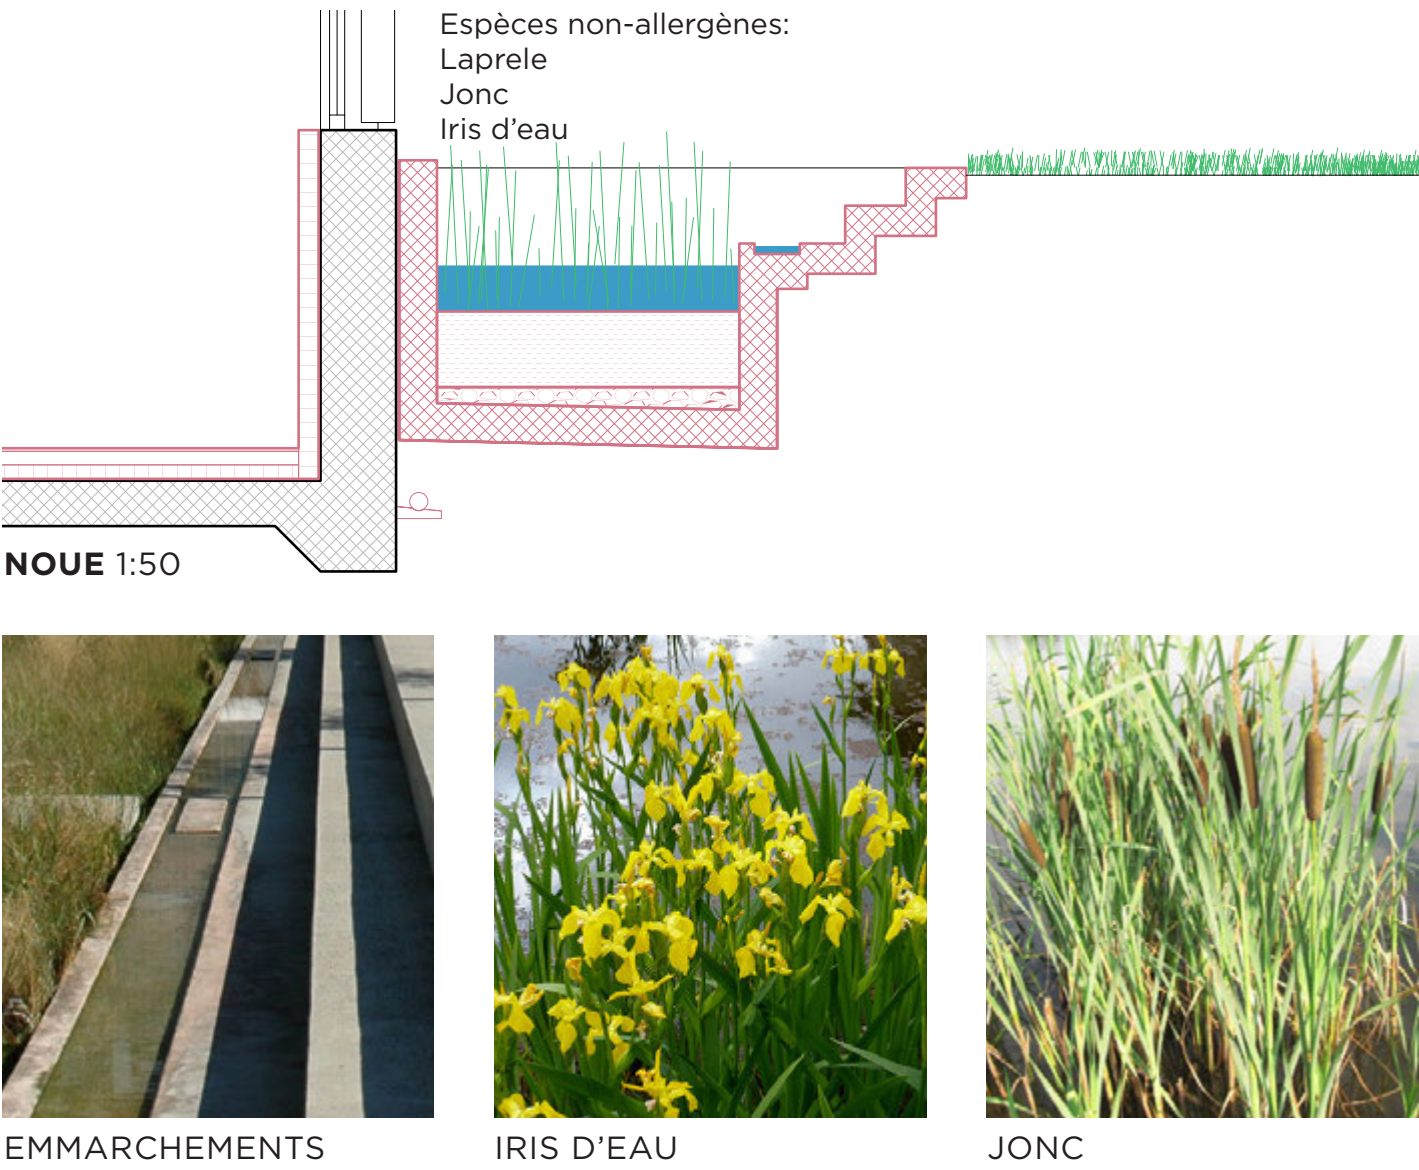 Espèces non-allergènes:
Laprele
Jonc
Iris d'eau
NOUE 1:50
EMMARCHEMENTS
IRIS D'EAU
JONC